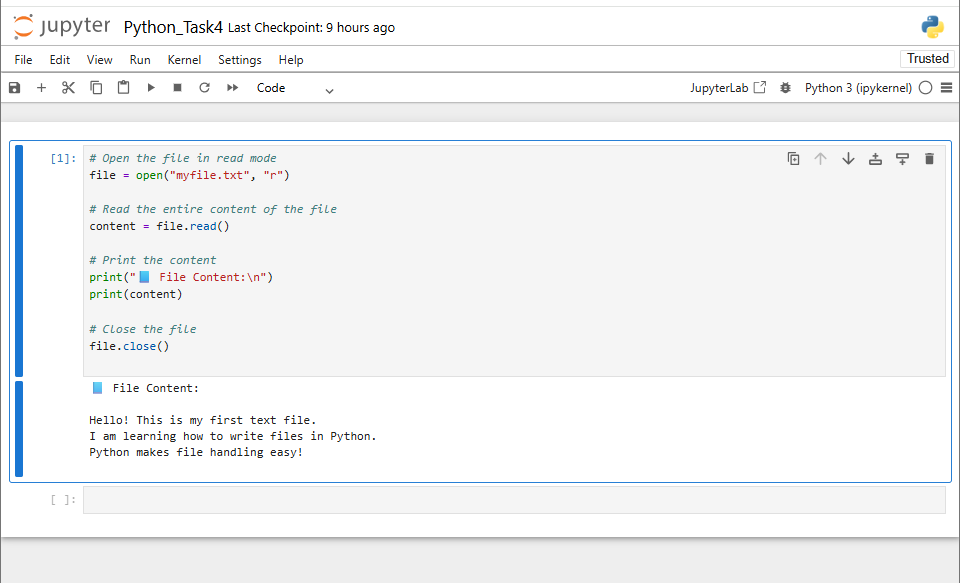 jupyter Python_Task4 Last Checkpoint: 9 hours ago
File Edit View Run Kernel Settings Help
Trusted
Code
JupyterLab
Python 3 (ipykernel)
[1]:
# Open the file in read mode
file = open("myfile.txt", "r")
# Read the entire content of the file
content = file.read()
# Print the content
print("📘 File Content:\n")
print(content)
# Close the file
file.close()
📘 File Content:
Hello! This is my first text file.
I am learning how to write files in Python.
Python makes file handling easy!
[ ]: